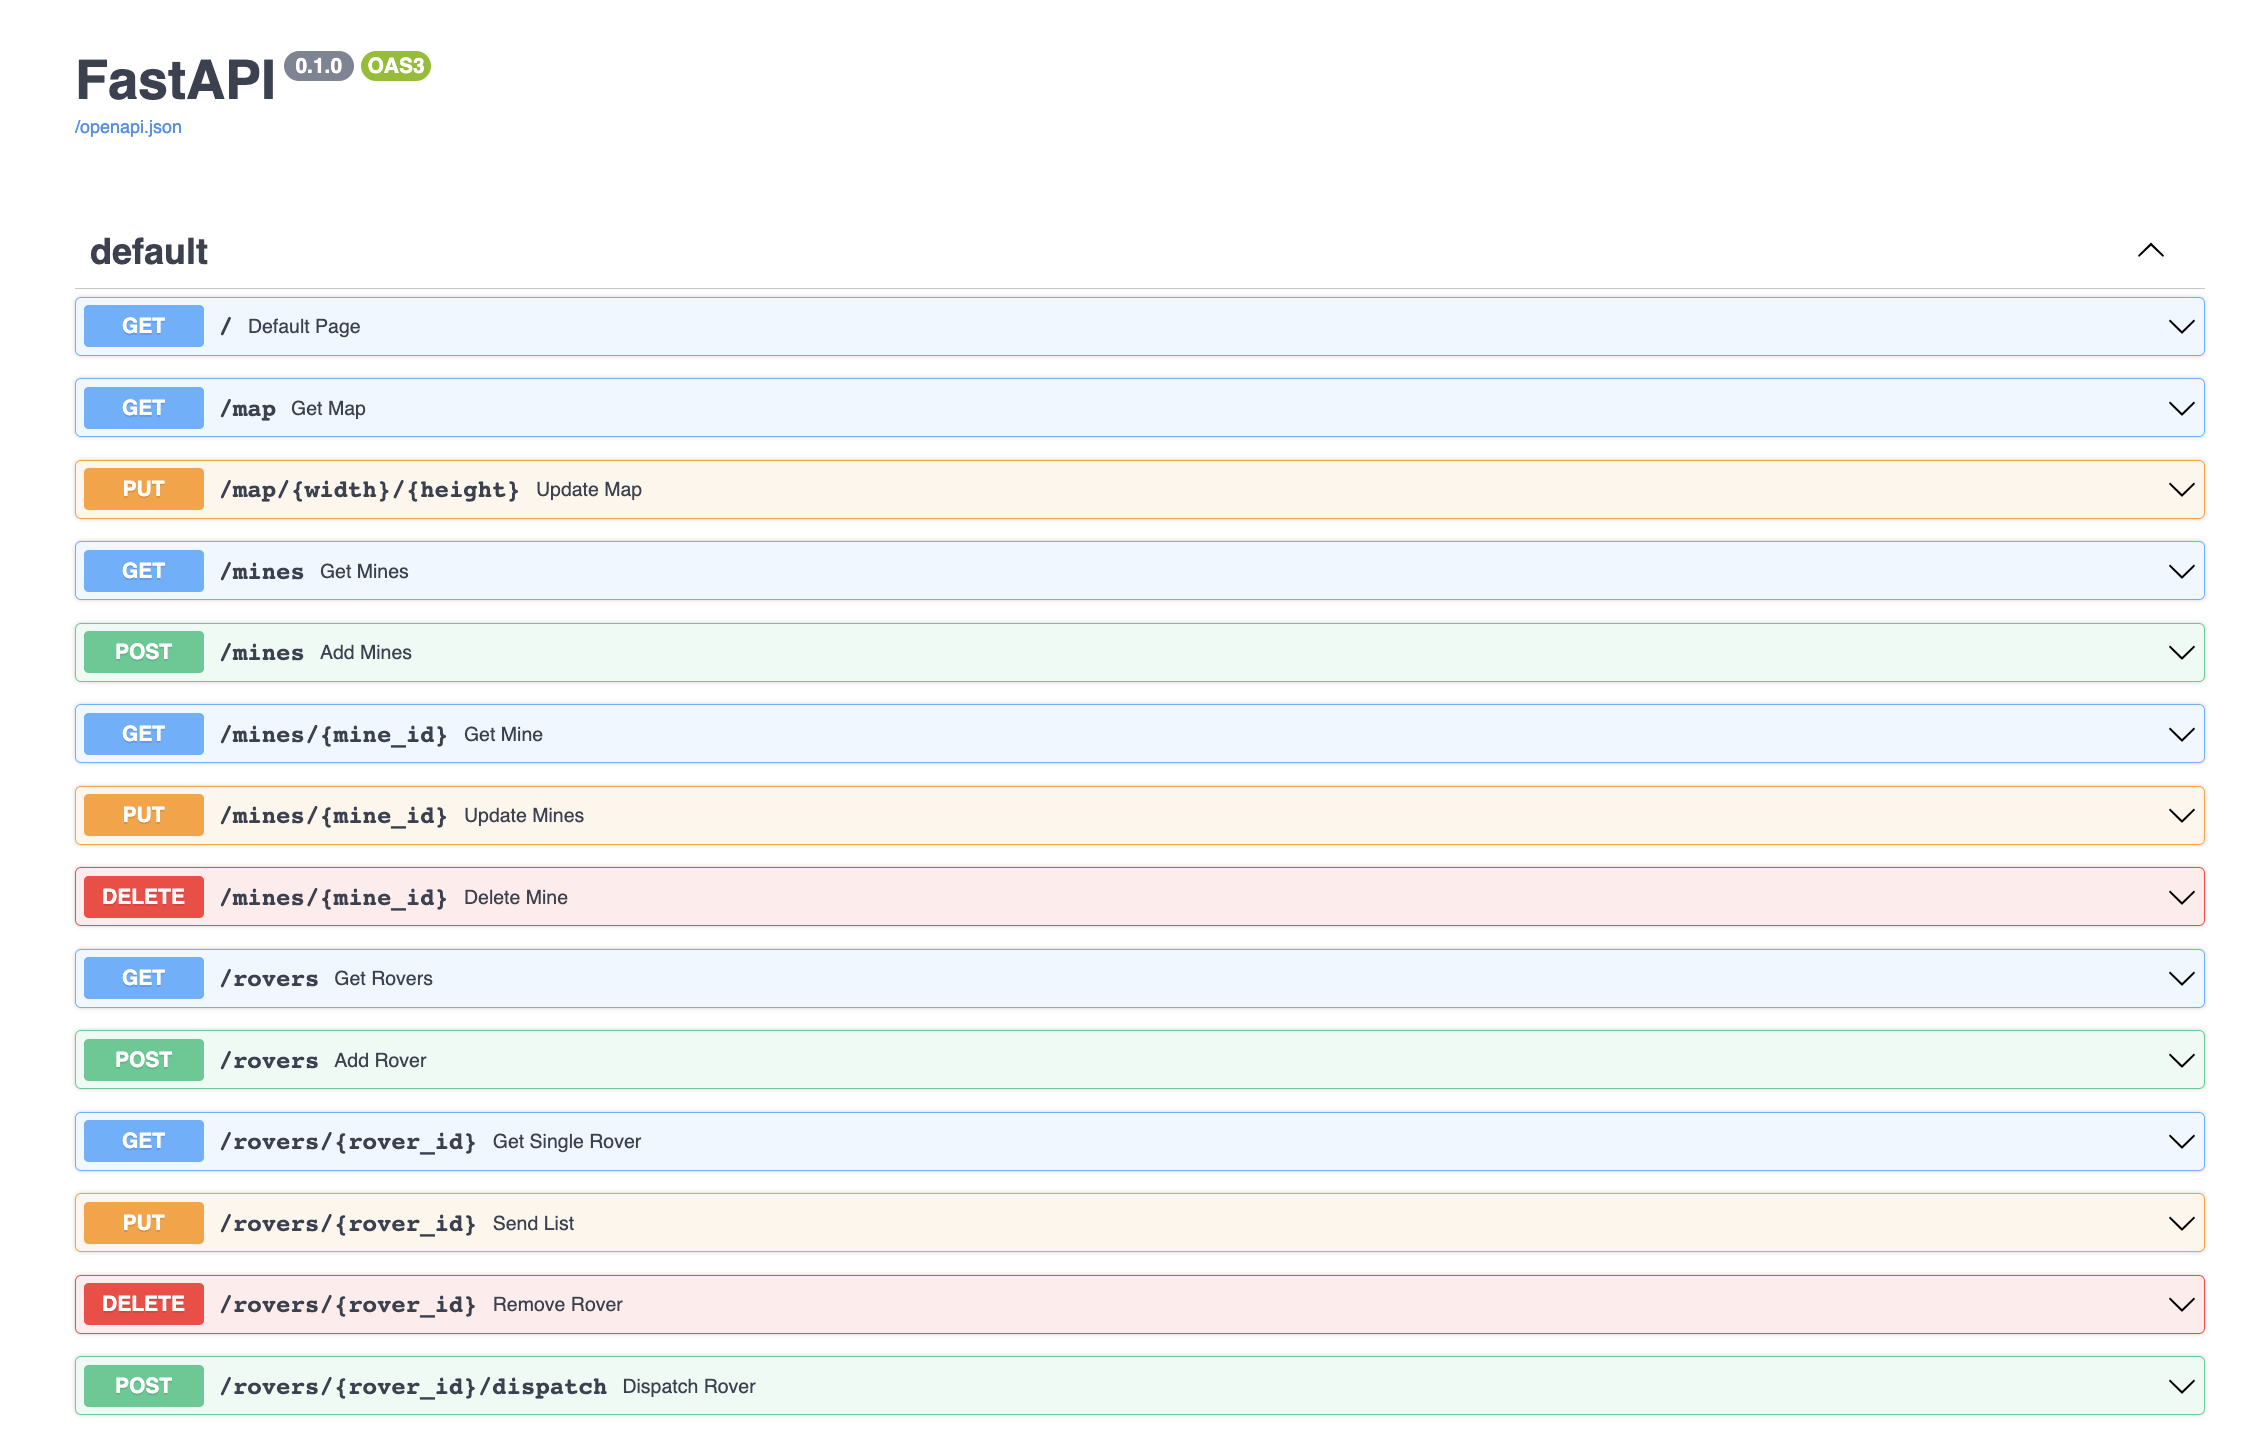 FastAPI 0.1.0 OAS3
/openapi.json
default
GET / Default Page
GET /map Get Map
PUT /map/{width}/{height} Update Map
GET /mines Get Mines
POST /mines Add Mines
GET /mines/{mine_id} Get Mine
PUT /mines/{mine_id} Update Mines
DELETE /mines/{mine_id} Delete Mine
GET /rovers Get Rovers
POST /rovers Add Rover
GET /rovers/{rover_id} Get Single Rover
PUT /rovers/{rover_id} Send List
DELETE /rovers/{rover_id} Remove Rover
POST /rovers/{rover_id}/dispatch Dispatch Rover